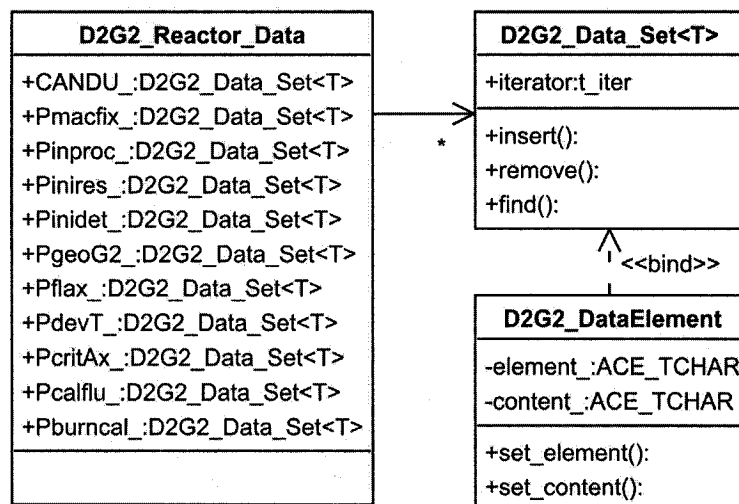 D2G2_Reactor_Data
+CANDU_:D2G2_Data_Set<T>
+Pmacfix_:D2G2_Data_Set<T>
+Pinproc_:D2G2_Data_Set<T>
+Pinires_:D2G2_Data_Set<T>
+Pinidet_:D2G2_Data_Set<T>
+PgeoG2_:D2G2_Data_Set<T>
+Pflax_:D2G2_Data_Set<T>
+PdevT_:D2G2_Data_Set<T>
+PcritAx_:D2G2_Data_Set<T>
+Pcalflu_:D2G2_Data_Set<T>
+Pburncal_:D2G2_Data_Set<T>
*
D2G2_Data_Set<T>
+iterator:t_iter
+insert():
+remove():
+find():
<<bind>>
D2G2_DataElement
-element_:ACE_TCHAR
-content_:ACE_TCHAR
+set_element():
+set_content():